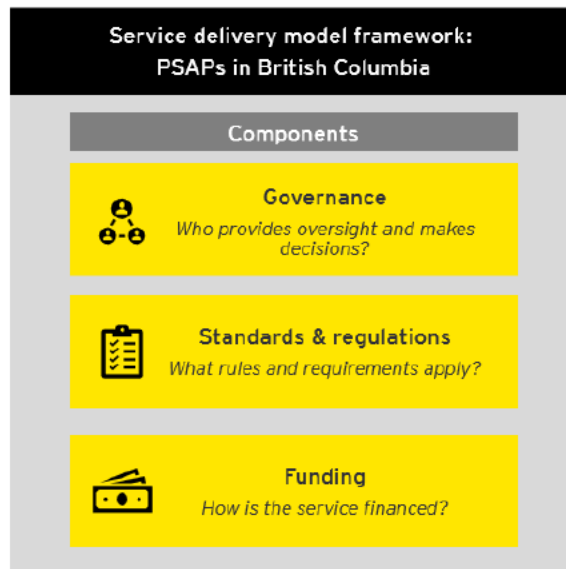 Service delivery model framework:
PSAPs in British Columbia
Components
Governance
Who provides oversight and makes
decisions?
Standards & regulations
What rules and requirements apply?
Funding
How is the service financed?